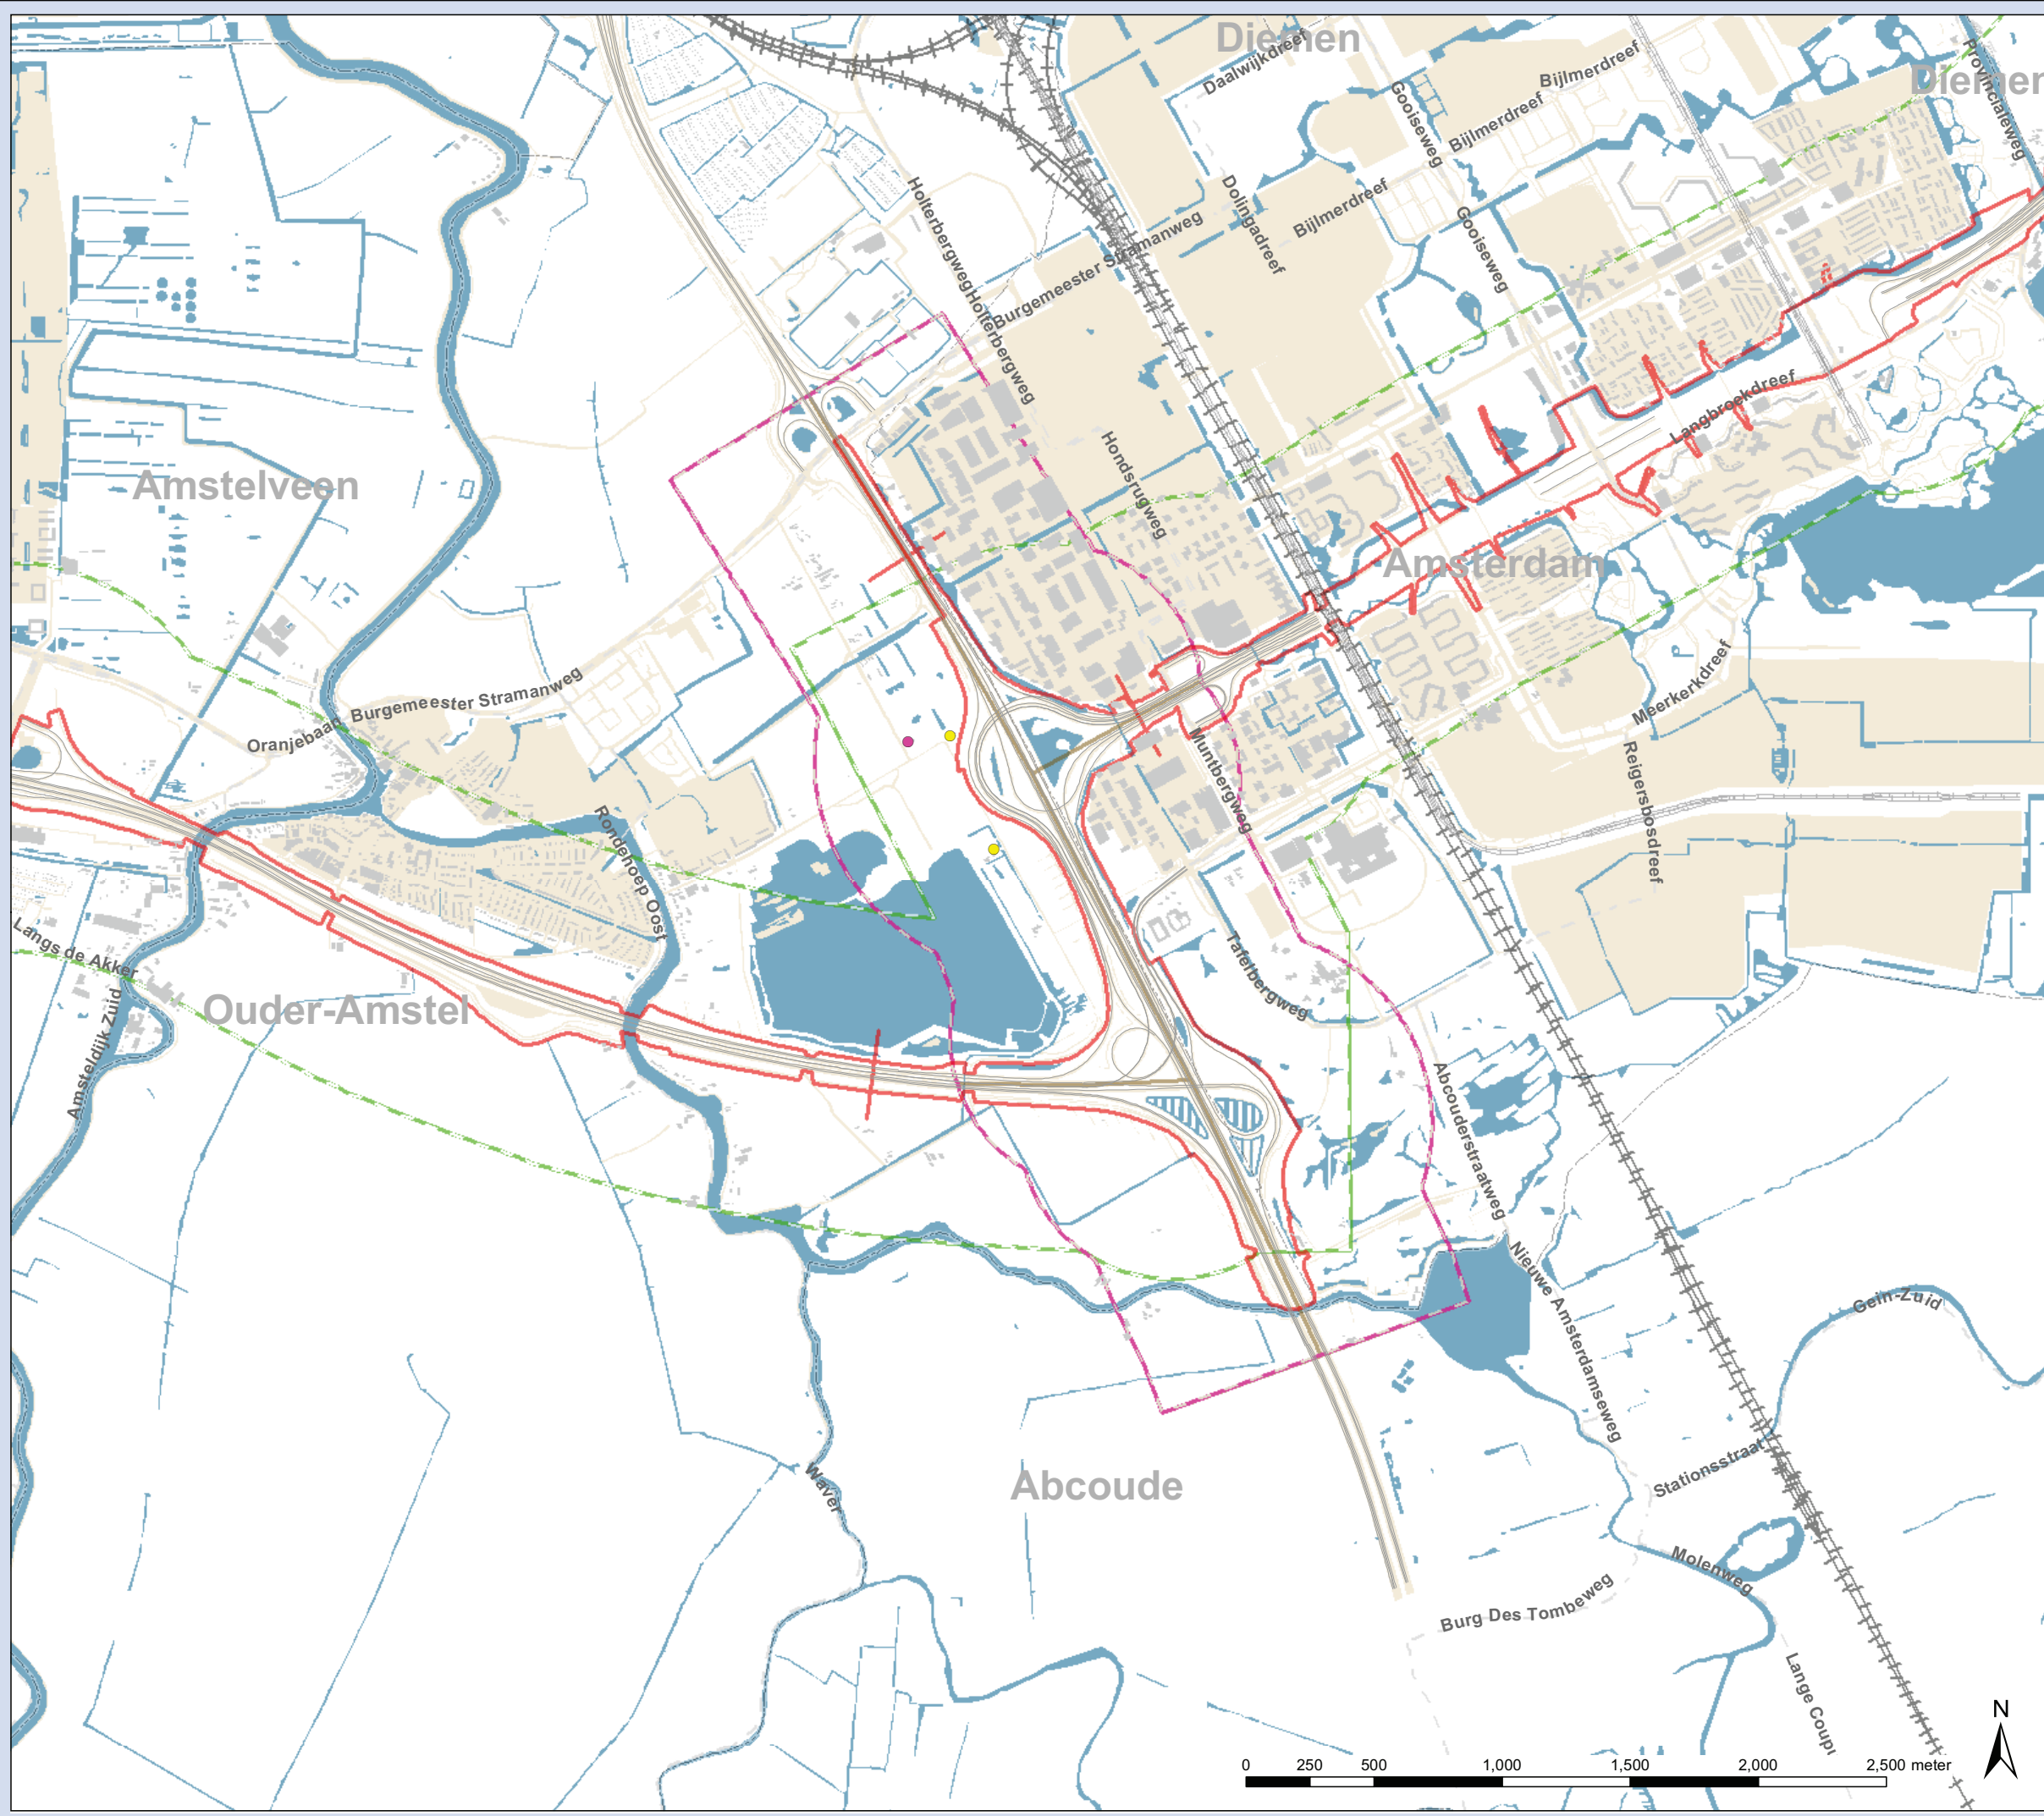 Diemen
Daalwijkdreef
Bijlmerdreef
Diemen
Provincialeweg
Gooiseweg
Bijlmerdreef
Holterbergweg
Dolingadreef
Bijlmerdreef
Gooiseweg
Burgemeester Stramanweg
Holterbergweg
Langbroekdreef
Hondsrugweg
Amstelveen
Amsterdam
Burgemeester Stramanweg
Oranjebaan
Meerkerkdreef
Muntbergweg
Reigersbosdreef
Rondehoep Oost
Langs de Akker
Tafelbergweg
Ouder-Amstel
Amsteldijk Zuid
Abcouderstraatweg
Nieuwe Amsterdamseweg
Gein-Zuid
Stationsstraat
Waver
Abcoude
Molenweg
Burg Des Tombeweg
Lange Coupu
N
0 250 500 1,000 1,500 2,000 2,500 meter